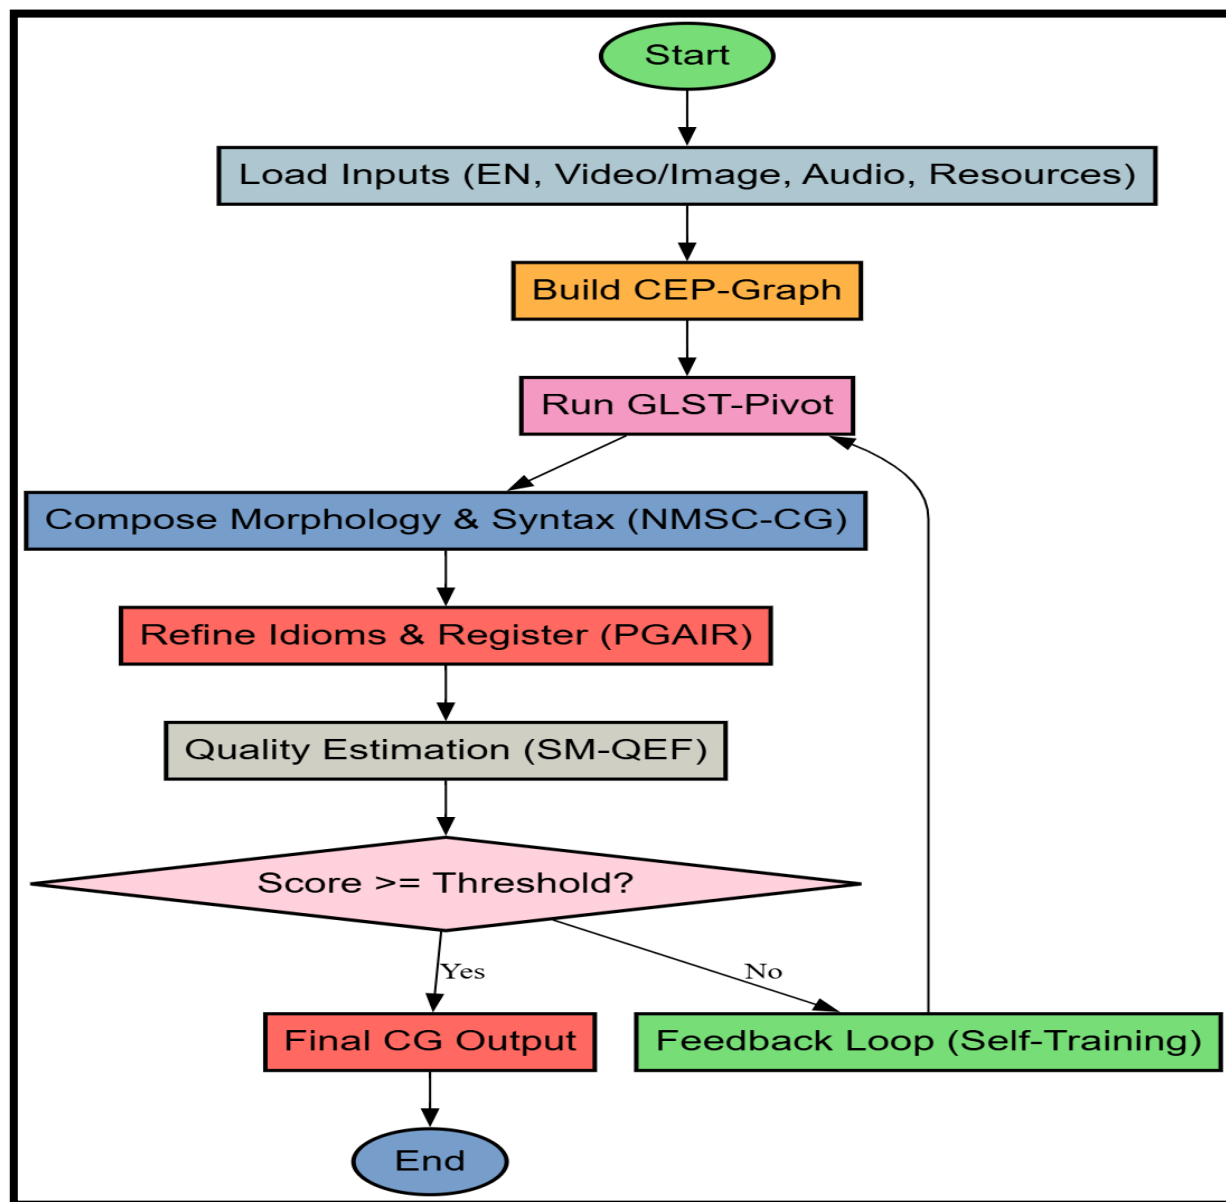 Start
Load Inputs (EN, Video/Image, Audio, Resources)
Build CEP-Graph
Run GLST-Pivot
Compose Morphology & Syntax (NMSC-CG)
Refine Idioms & Register (PGAIR)
Quality Estimation (SM-QEF)
Score >= Threshold?
Yes
No
Final CG Output
Feedback Loop (Self-Training)
End